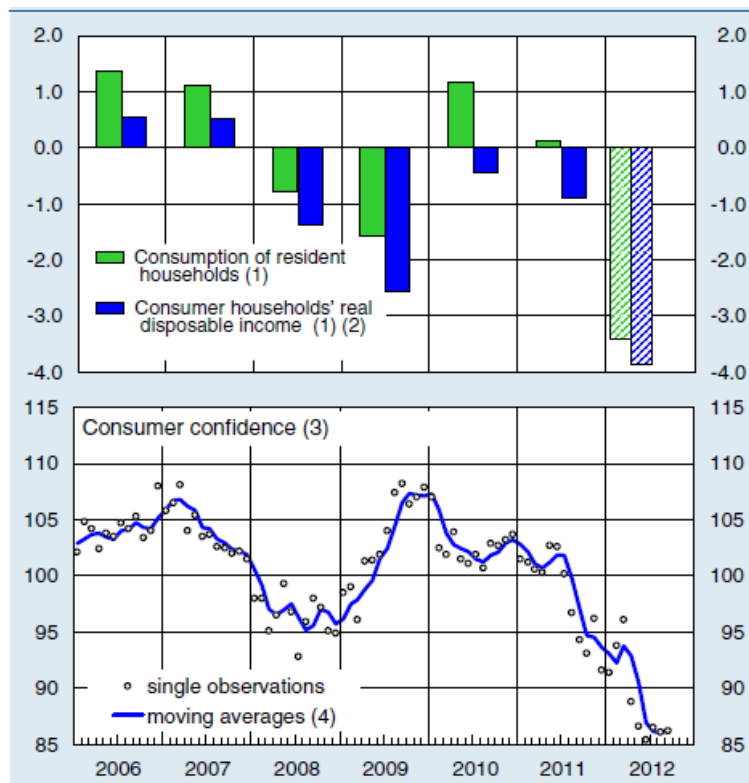 2.0 2.0
1.0 1.0
0.0 0.0
-1.0 -1.0
-2.0 -2.0
-3.0 -3.0
-4.0 -4.0
Consumption of resident
households (1)
Consumer households' real
disposable income (1) (2)
115 115
110 110
105 105
100 100
95 95
90 90
85 85
Consumer confidence (3)
single observations
moving averages (4)
2006 2007 2008 2009 2010 2011 2012